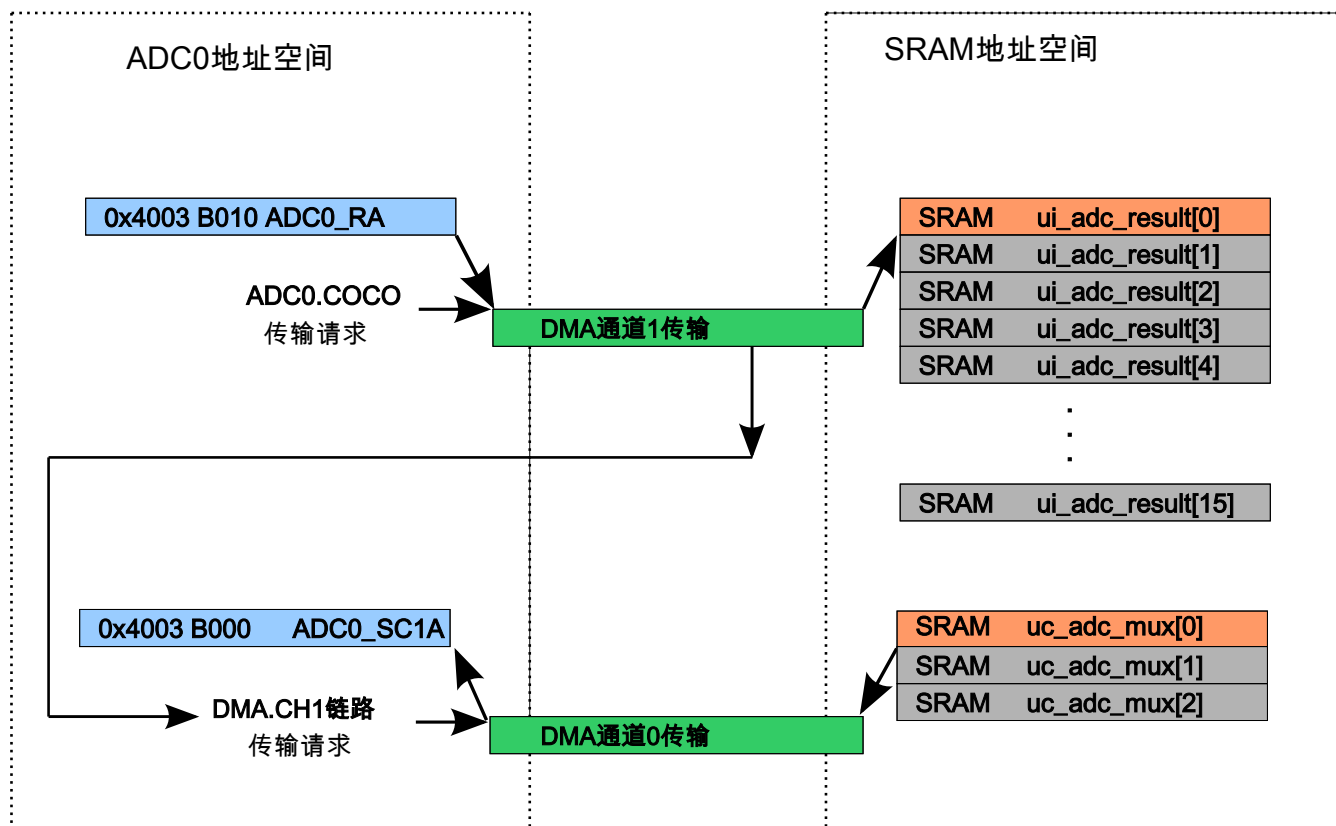 ADC0地址空间
SRAM地址空间
0x4003 B010 ADC0_RA
SRAM ui_adc_result[0]
SRAM ui_adc_result[1]
SRAM ui_adc_result[2]
SRAM ui_adc_result[3]
SRAM ui_adc_result[4]
ADC0.COCO
传输请求
DMA通道1传输
.
.
.
SRAM ui_adc_result[15]
0x4003 B000 ADC0_SC1A
SRAM uc_adc_mux[0]
SRAM uc_adc_mux[1]
SRAM uc_adc_mux[2]
DMA.CH1链路
传输请求
DMA通道0传输